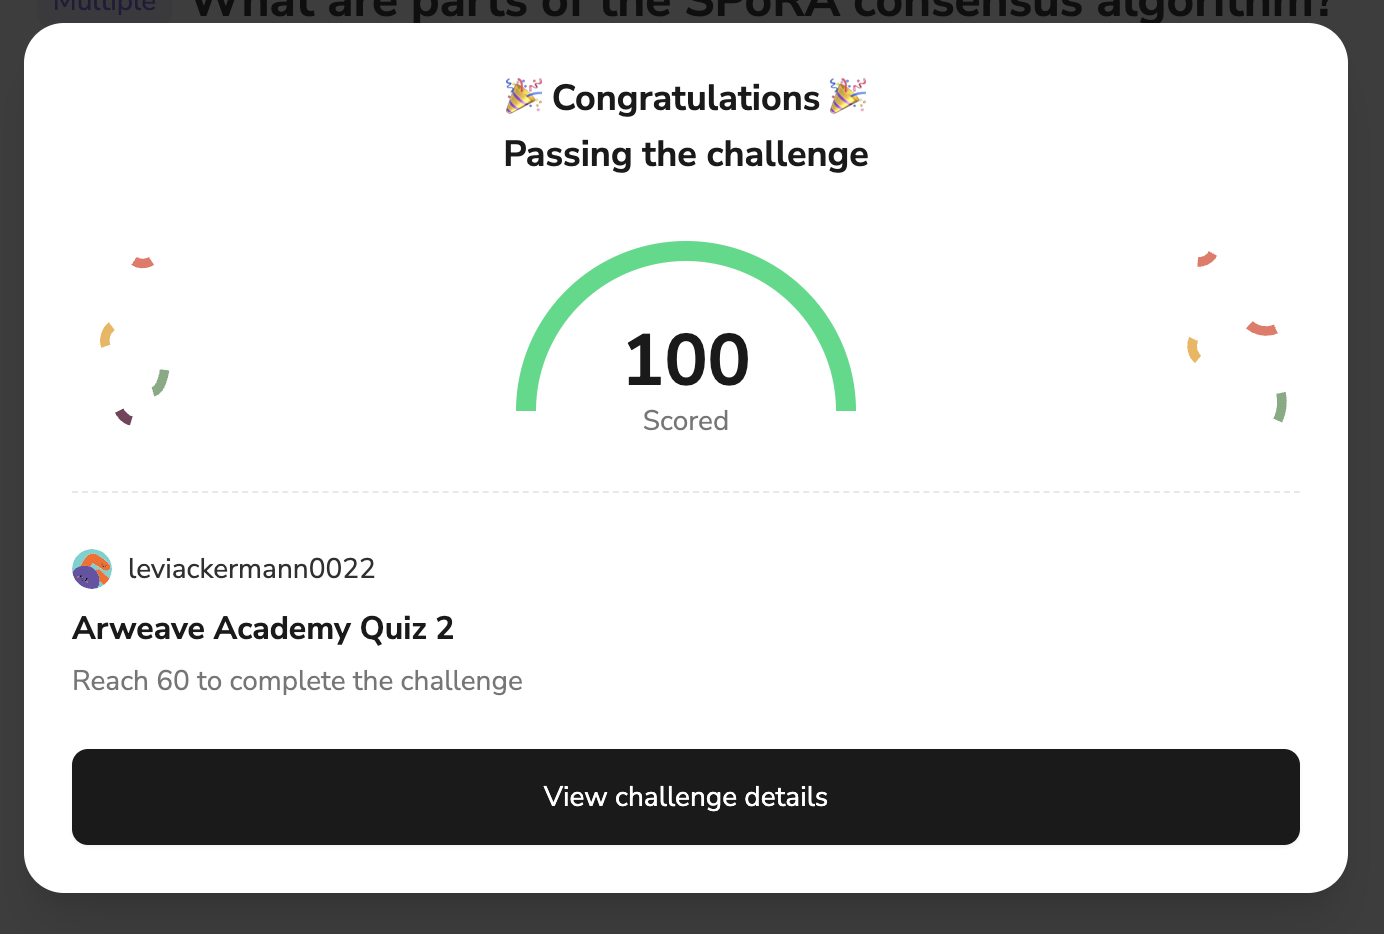 Multiple What are parts of the SPoRA consensus algorithm?
🎉 Congratulations 🎉
Passing the challenge
100
Scored
leviackermann0022
Arweave Academy Quiz 2
Reach 60 to complete the challenge
View challenge details